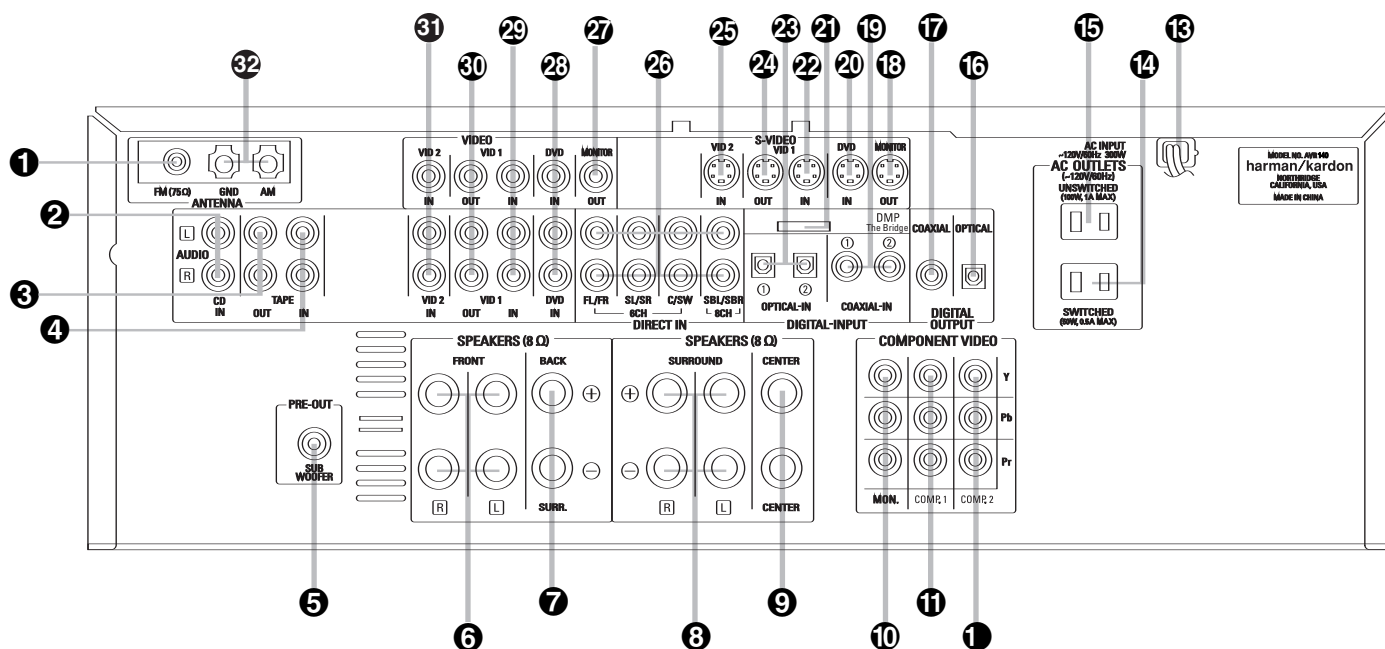 31 29 27 25 23 21 19 17 15 13
32 30 28 26 24 22 20 18 16 14
VIDEO
VID 2 VID 1 DVD MONITOR
IN OUT IN IN OUT
S-VIDEO
VID 2 VID 1 DVD MONITOR
IN OUT IN IN OUT
1
FM (75Ω) GND AM
ANTENNA
2
L
AUDIO
R
3
4
CD TAPE
IN OUT IN
VID 2 VID 1 DVD
IN OUT IN IN
FL/FR SL/SR C/SW SBL/SBR
6CH 8CH
DIRECT IN
DMP
The Bridge
① ②
① ②
OPTICAL-IN COAXIAL-IN
DIGITAL-INPUT
COAXIAL OPTICAL
DIGITAL
OUTPUT
AC INPUT
~120V/60Hz 300W
AC OUTLETS
(~120V/60Hz)
UNSWITCHED
(100W, 1A MAX)
SWITCHED
(50W, 0.5A MAX)
MODEL NO. AVR 140
harman/kardon
NORTHRIDGE
CALIFORNIA, USA
MADE IN CHINA
SPEAKERS (8 Ω)
FRONT BACK
+
−
R L SURR.
SPEAKERS (8 Ω)
SURROUND CENTER
+
−
R L CENTER
COMPONENT VIDEO
Y
Pb
Pr
MON. COMP. 1 COMP. 2
PRE-OUT
SUB
WOOFER
5 6 7 8 9 10 11 1